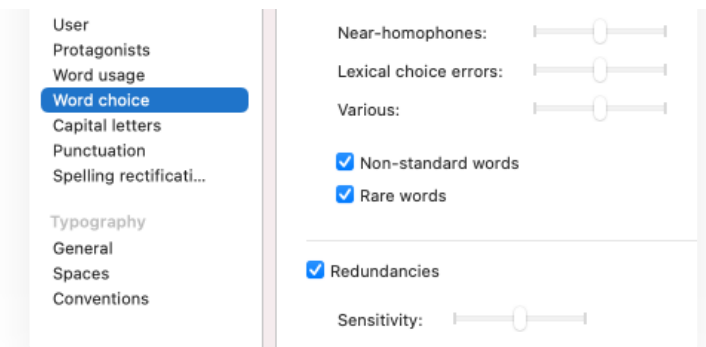 User
Protagonists
Word usage
Word choice
Capital letters
Punctuation
Spelling rectificati...
Typography
General
Spaces
Conventions
Near-homophones:
Lexical choice errors:
Various:
Non-standard words
Rare words
Redundancies
Sensitivity: